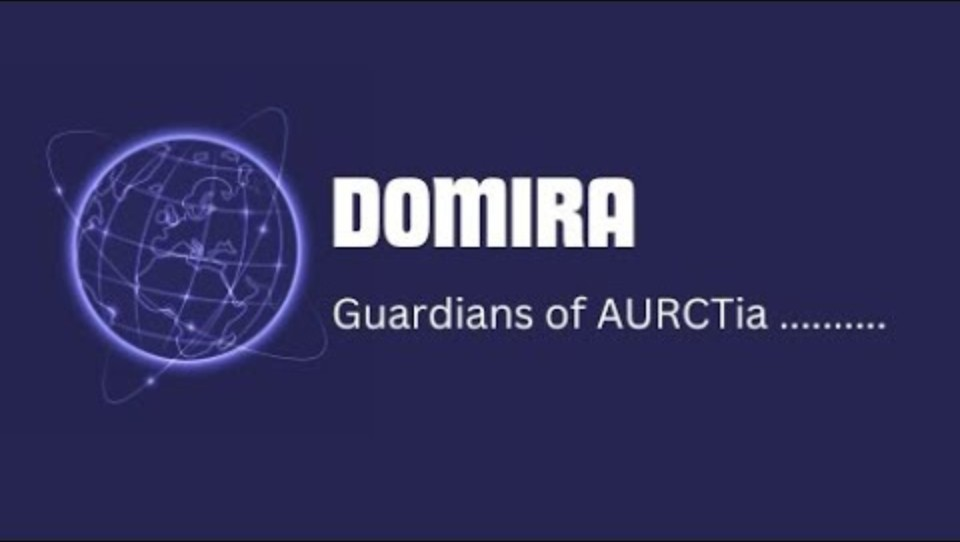 DOMIRA
Guardians of AURCTia ..........